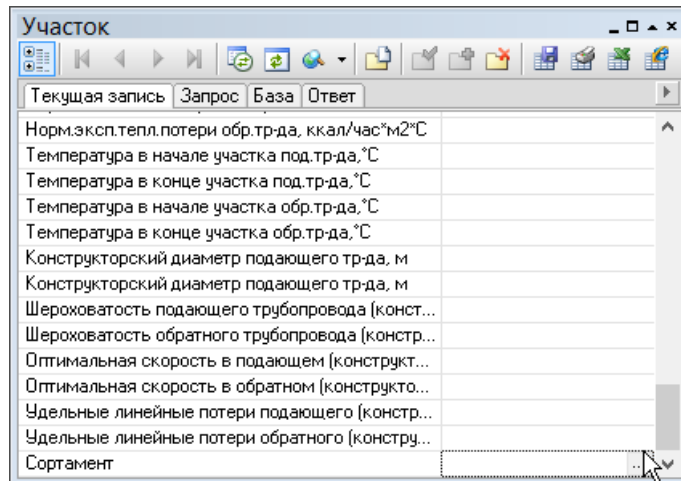 Участок
Текущая запись Запрос База Ответ
Норм.эксп.тепл.потери обр.тр-да, ккал/час*м2*°C
Температура в начале участка под.тр-да,°C
Температура в конце участка под.тр-да,°C
Температура в начале участка обр.тр-да,°C
Температура в конце участка обр.тр-да,°C
Конструкторский диаметр подающего тр-да, м
Конструкторский диаметр подающего тр-да, м
Шероховатость подающего трубопровода (конст...
Шероховатость обратного трубопровода (констр...
Оптимальная скорость в подающем (конструкт...
Оптимальная скорость в обратном (конструкто...
Удельные линейные потери подающего (констр...
Удельные линейные потери обратного (констру...
Сортамент